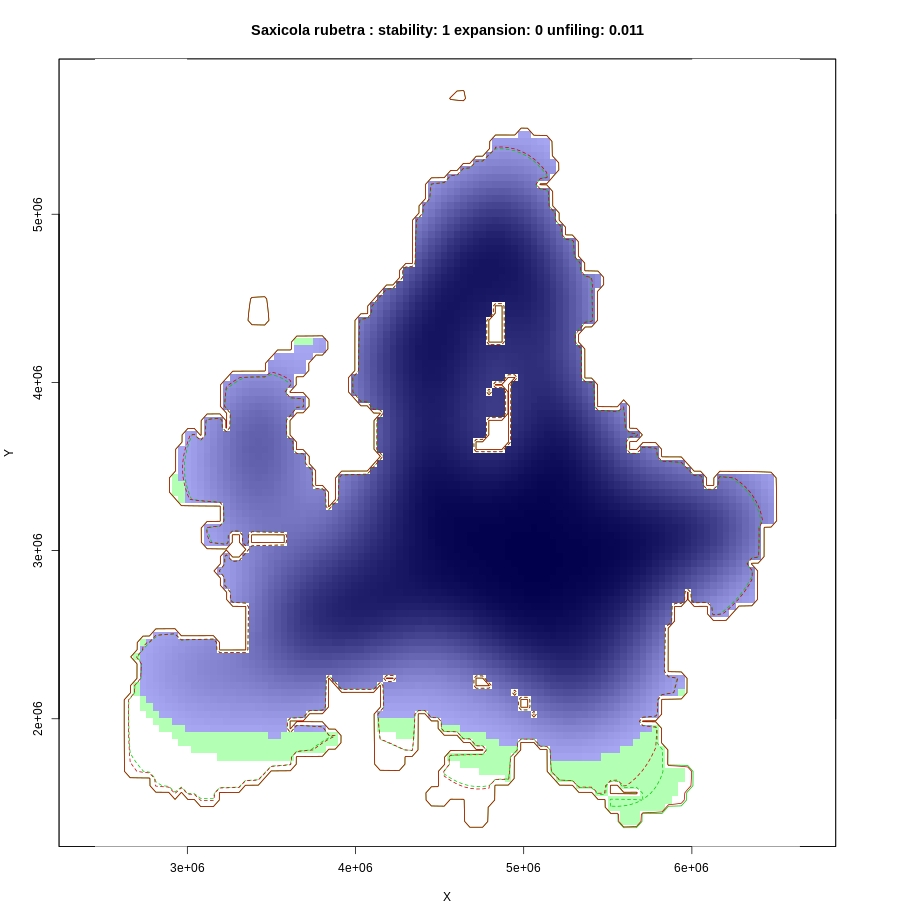 Saxicola rubetra : stability: 1 expansion: 0 unfiling: 0.011
5e+06
4e+06
Y
3e+06
2e+06
3e+06 4e+06 5e+06 6e+06
X